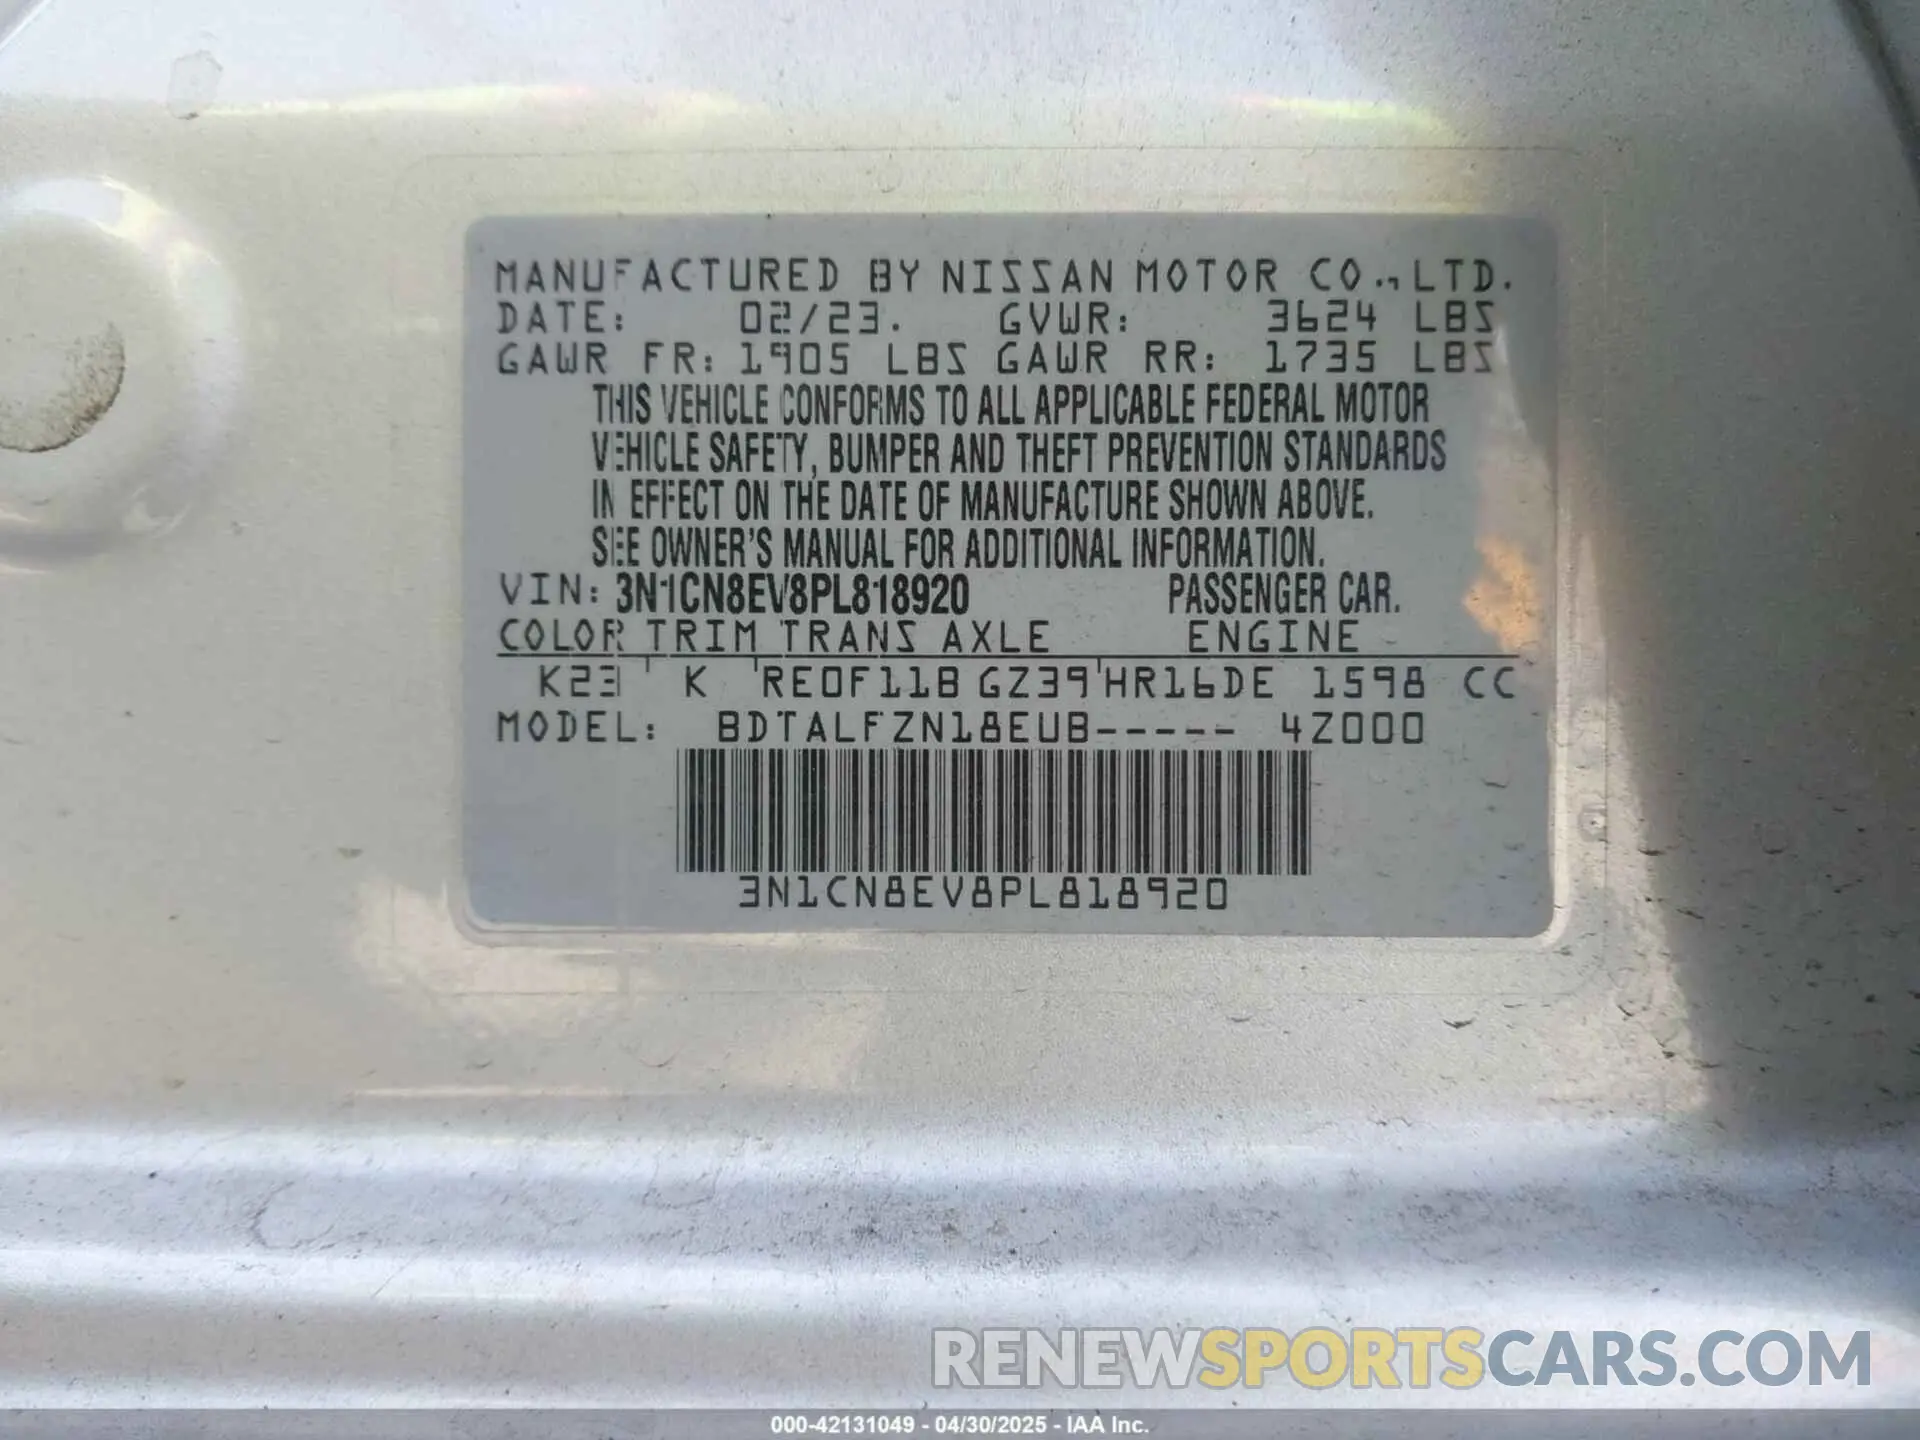 MANUFACTURED BY NISSAN MOTOR CO., LTD.
DATE: 02/23. GVWR: 3624 LBS
GAWR FR: 1905 LBS GAWR RR: 1735 LBS
THIS VEHICLE CONFORMS TO ALL APPLICABLE FEDERAL MOTOR
VEHICLE SAFETY, BUMPER AND THEFT PREVENTION STANDARDS
IN EFFECT ON THE DATE OF MANUFACTURE SHOWN ABOVE.
SEE OWNER'S MANUAL FOR ADDITIONAL INFORMATION.
VIN: 3N1CN8EV8PL818920 PASSENGER CAR.
COLOR TRIM TRANS AXLE ENGINE
K23 K RE0F11B GZ39 HR16DE 1598 CC
MODEL: BDTALFZN18EUB----- 4Z000
3N1CN8EV8PL818920
RENEWSPORTSCARS.COM
000-42131049 - 04/30/2025 - IAA Inc.